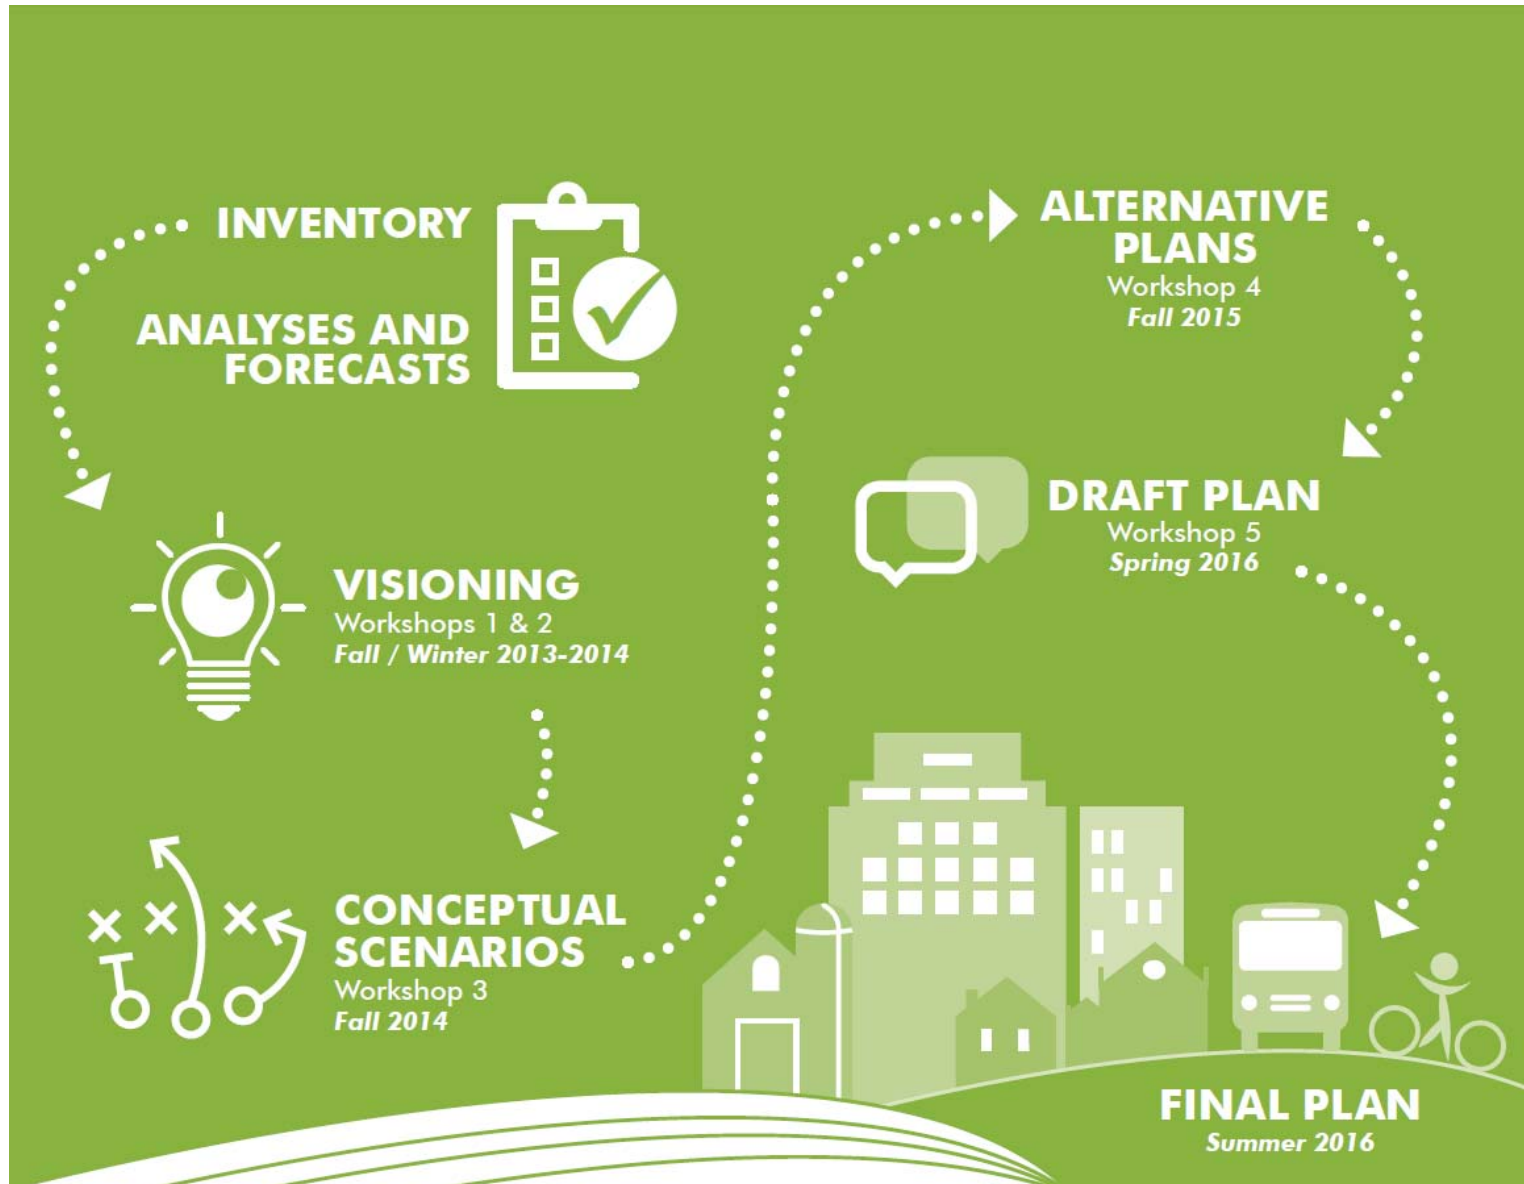 INVENTORY
ANALYSES AND
FORECASTS
VISIONING
Workshops 1 & 2
Fall / Winter 2013-2014
CONCEPTUAL
SCENARIOS
Workshop 3
Fall 2014
ALTERNATIVE
PLANS
Workshop 4
Fall 2015
DRAFT PLAN
Workshop 5
Spring 2016
FINAL PLAN
Summer 2016